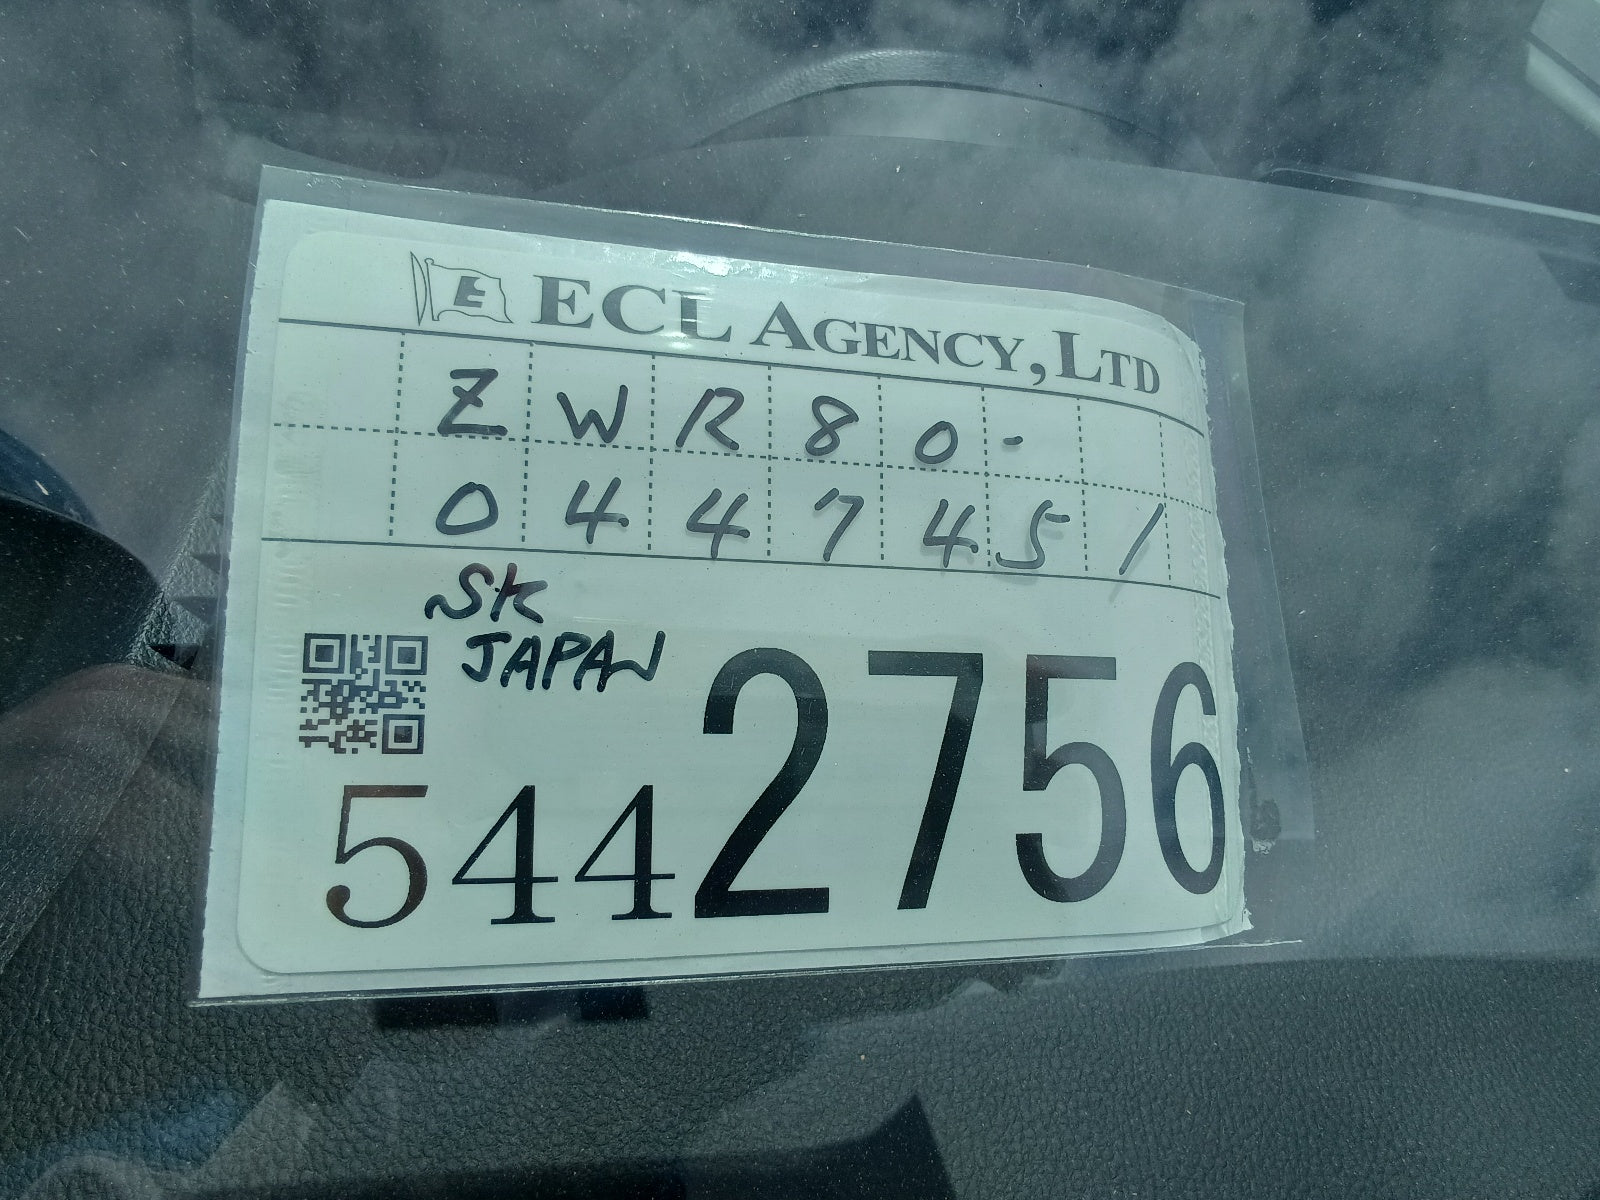 E ECL AGENCY, LTD
ZWR80-
0447451
SK
JAPAN
5442756